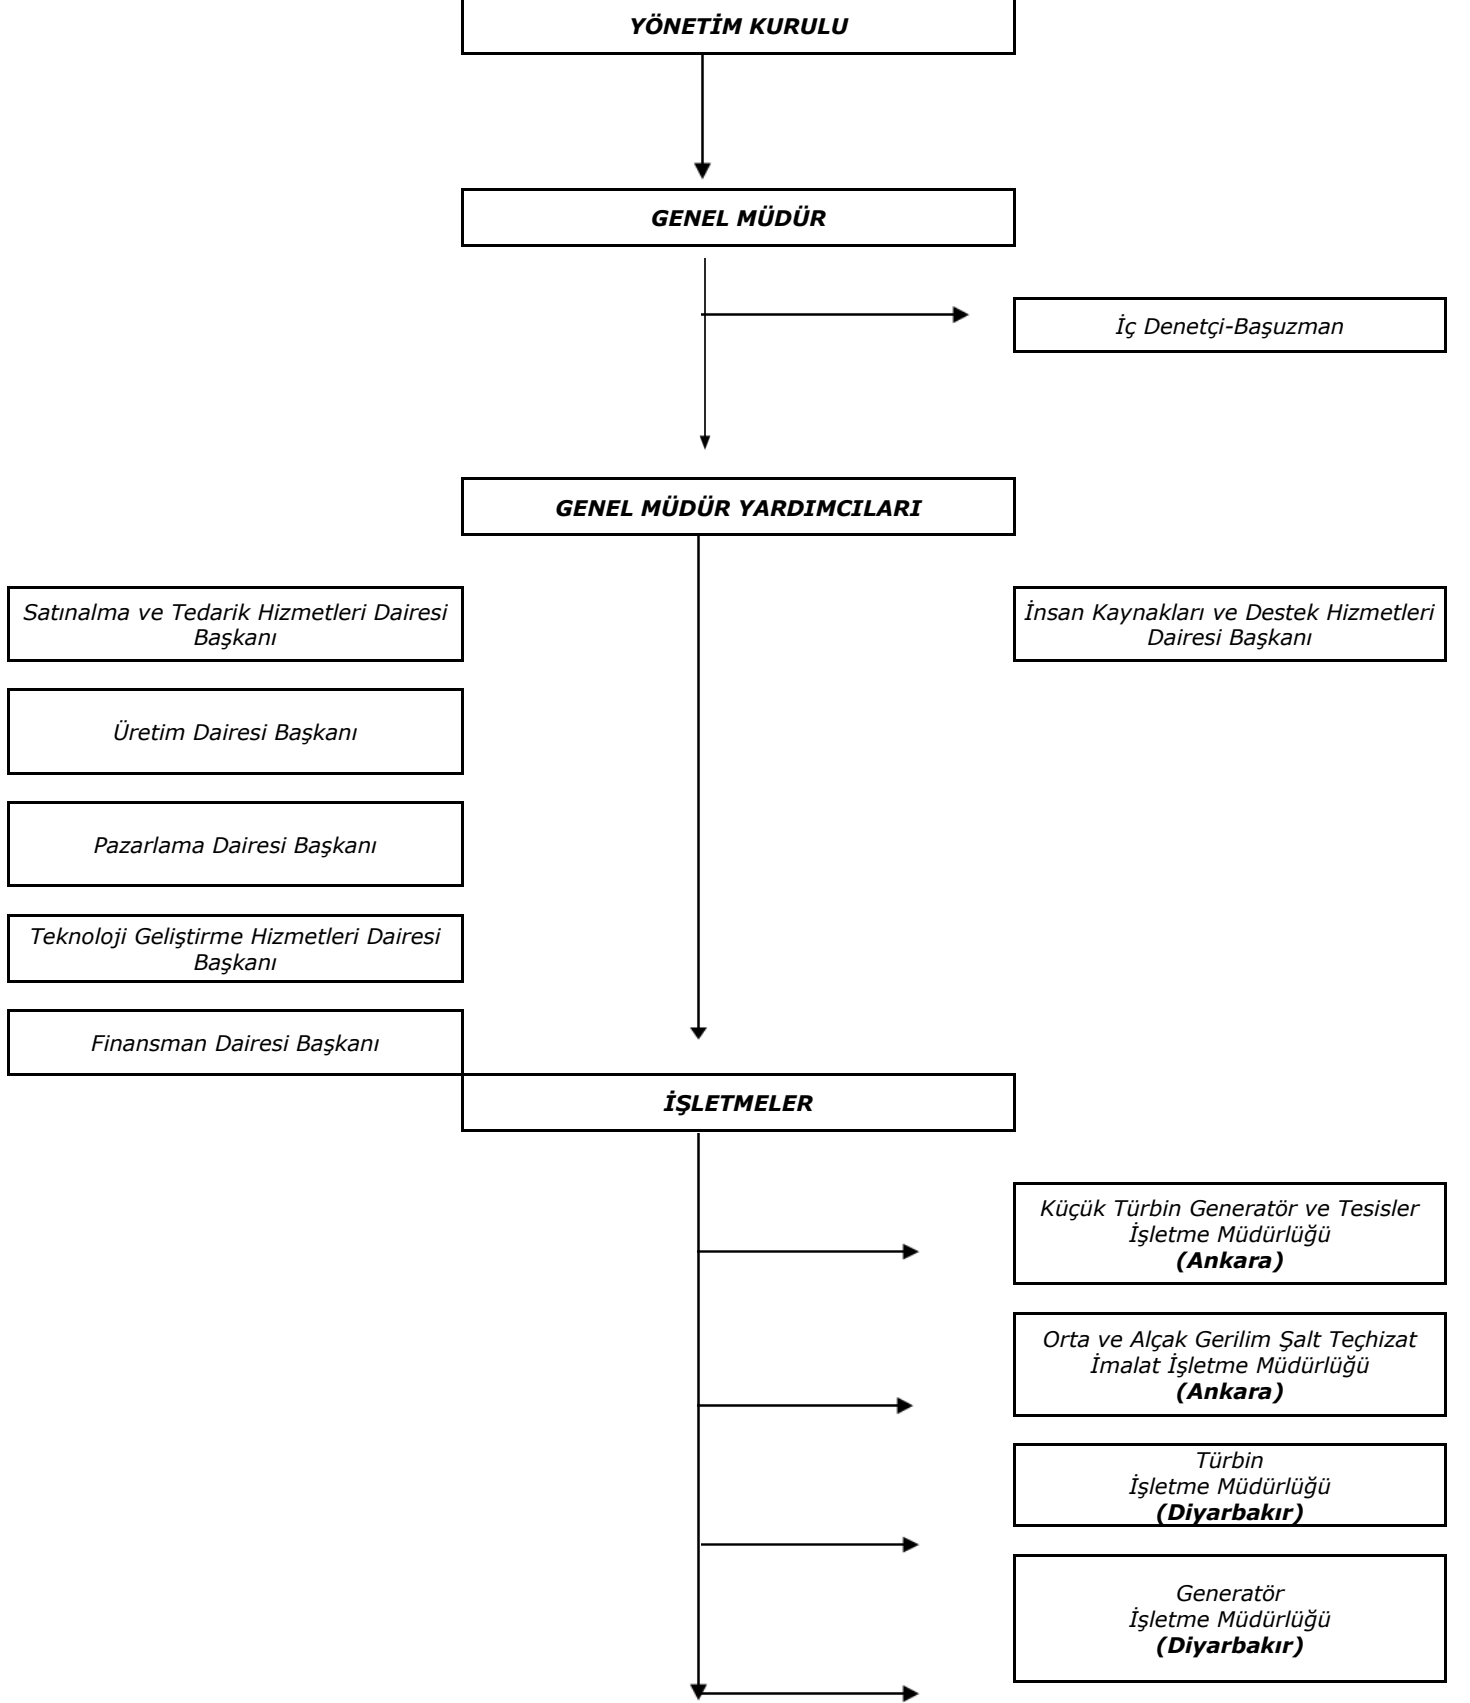 YÖNETİM KURULU
GENEL MÜDÜR
İç Denetçi-Başuzman
GENEL MÜDÜR YARDIMCILARI
Satınalma ve Tedarik Hizmetleri Dairesi
Başkanı
İnsan Kaynakları ve Destek Hizmetleri
Dairesi Başkanı
Üretim Dairesi Başkanı
Pazarlama Dairesi Başkanı
Teknoloji Geliştirme Hizmetleri Dairesi
Başkanı
Finansman Dairesi Başkanı
İŞLETMELER
Küçük Türbin Generatör ve Tesisler
İşletme Müdürlüğü
(Ankara)
Orta ve Alçak Gerilim Şalt Teçhizat
İmalat İşletme Müdürlüğü
(Ankara)
Türbin
İşletme Müdürlüğü
(Diyarbakır)
Generatör
İşletme Müdürlüğü
(Diyarbakır)